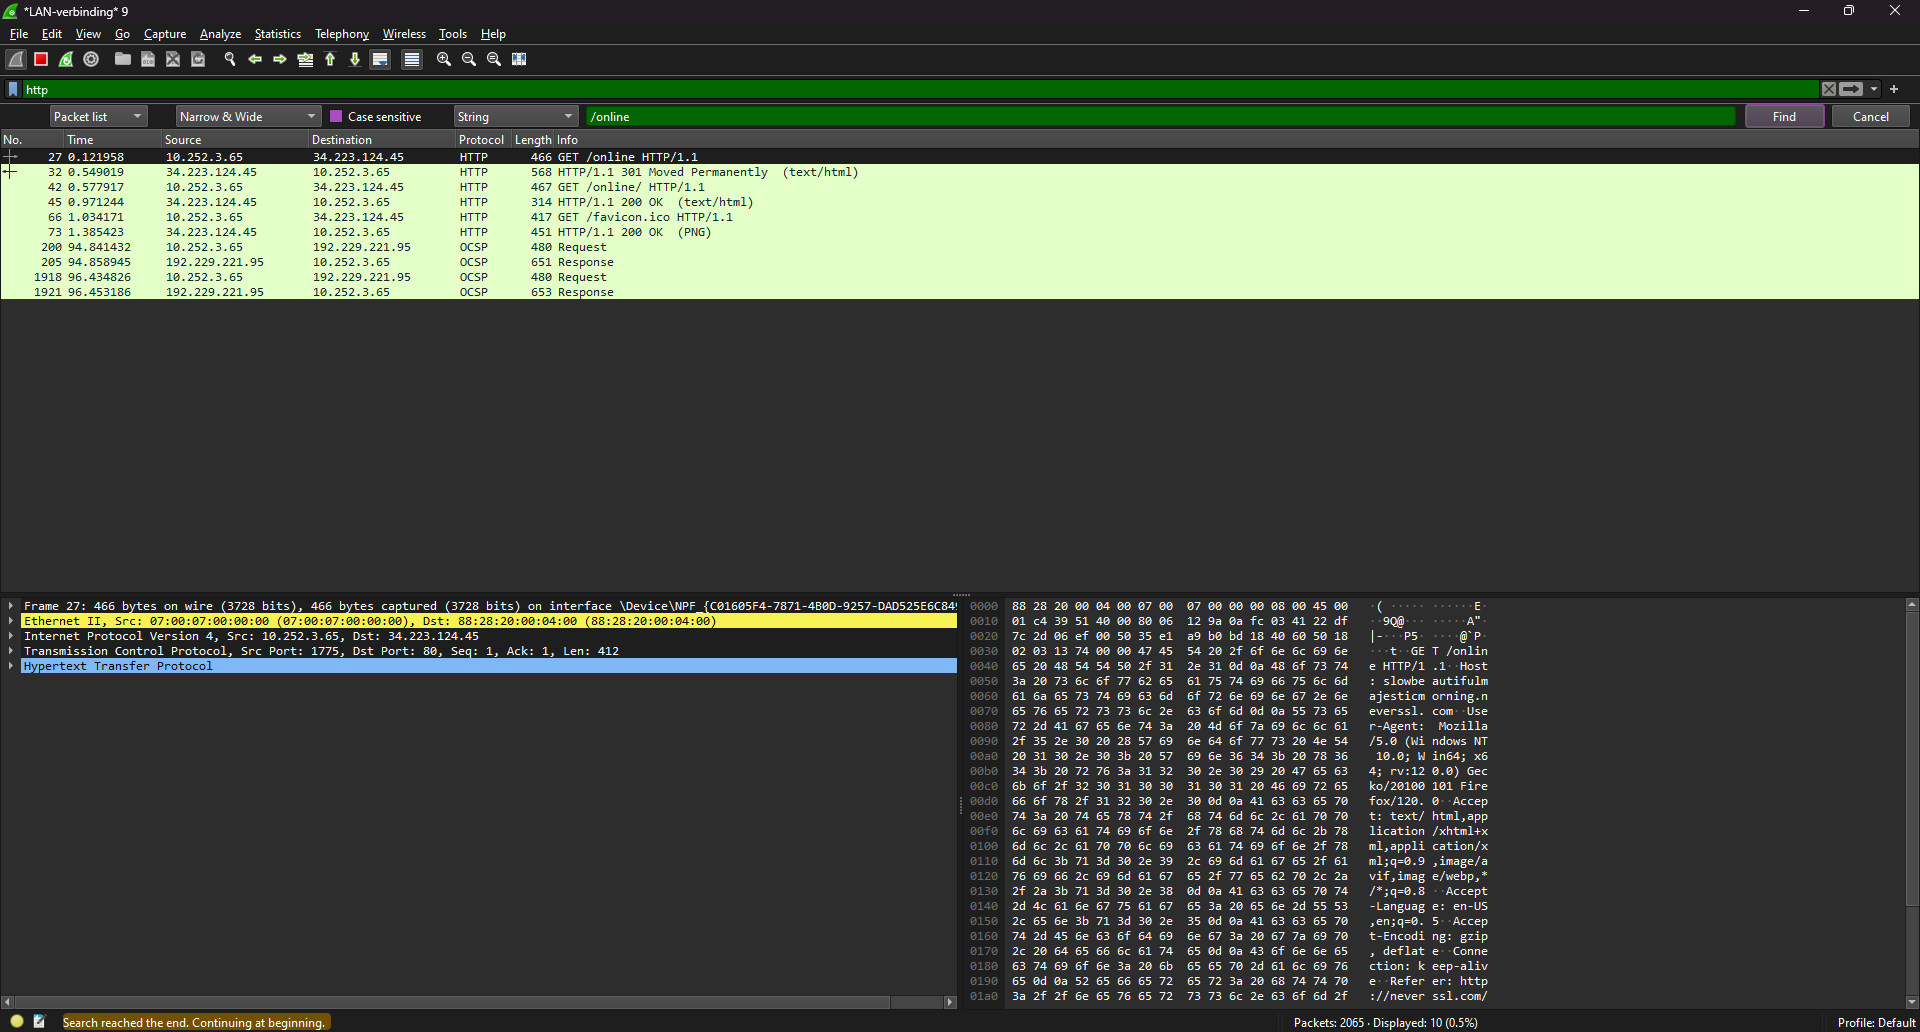 *LAN-verbinding* 9
File Edit View Go Capture Analyze Statistics Telephony Wireless Tools Help
http
Packet list Narrow & Wide Case sensitive String /online Find Cancel
No. Time Source Destination Protocol Length Info
27 0.121958 10.252.3.65 34.223.124.45 HTTP 466 GET /online HTTP/1.1
32 0.549019 34.223.124.45 10.252.3.65 HTTP 568 HTTP/1.1 301 Moved Permanently (text/html)
42 0.577917 10.252.3.65 34.223.124.45 HTTP 467 GET /online/ HTTP/1.1
45 0.971244 34.223.124.45 10.252.3.65 HTTP 314 HTTP/1.1 200 OK (text/html)
66 1.034171 10.252.3.65 34.223.124.45 HTTP 417 GET /favicon.ico HTTP/1.1
73 1.385423 34.223.124.45 10.252.3.65 HTTP 451 HTTP/1.1 200 OK (PNG)
200 94.841432 10.252.3.65 192.229.221.95 OCSP 480 Request
205 94.858945 192.229.221.95 10.252.3.65 OCSP 651 Response
1918 96.434826 10.252.3.65 192.229.221.95 OCSP 480 Request
1921 96.453186 192.229.221.95 10.252.3.65 OCSP 653 Response
Frame 27: 466 bytes on wire (3728 bits), 466 bytes captured (3728 bits) on interface \Device\NPF_{C01605F4-7871-4B0D-9257-DAD525E6C849
Ethernet II, Src: 07:00:07:00:00:00 (07:00:07:00:00:00), Dst: 88:28:20:00:04:00 (88:28:20:00:04:00)
Internet Protocol Version 4, Src: 10.252.3.65, Dst: 34.223.124.45
Transmission Control Protocol, Src Port: 1775, Dst Port: 80, Seq: 1, Ack: 1, Len: 412
Hypertext Transfer Protocol
0000 88 28 20 00 04 00 07 00 07 00 00 00 08 00 45 00 ·( ····· ······E·
0010 01 c4 39 51 40 00 80 06 12 9a 0a fc 03 41 22 df ··9Q@··· ·····A"·
0020 7c 2d 06 ef 00 50 35 e1 a9 b0 bd 18 40 60 50 18 |-···P5· ····@`P·
0030 02 03 13 74 00 00 47 45 54 20 2f 6f 6e 6c 69 6e ···t··GE T /onlin
0040 65 20 48 54 54 50 2f 31 2e 31 0d 0a 48 6f 73 74 e HTTP/1 .1··Host
0050 3a 20 73 6c 6f 77 62 65 61 75 74 69 66 75 6c 6d : slowbe autifulm
0060 61 6a 65 73 74 69 63 6d 6f 72 6e 69 6e 67 2e 6e ajesticm orning.n
0070 65 76 65 72 73 73 6c 2e 63 6f 6d 0d 0a 55 73 65 everssl. com··Use
0080 72 2d 41 67 65 6e 74 3a 20 4d 6f 7a 69 6c 6c 61 r-Agent: Mozilla
0090 2f 35 2e 30 20 28 57 69 6e 64 6f 77 73 20 4e 54 /5.0 (Wi ndows NT
00a0 20 31 30 2e 30 3b 20 57 69 6e 36 34 3b 20 78 36 10.0; W in64; x6
00b0 34 3b 20 72 76 3a 31 32 30 2e 30 29 20 47 65 63 4; rv:12 0.0) Gec
00c0 6b 6f 2f 32 30 31 30 30 31 30 31 20 46 69 72 65 ko/20100 101 Fire
00d0 66 6f 78 2f 31 32 30 2e 30 0d 0a 41 63 63 65 70 fox/120. 0··Accep
00e0 74 3a 20 74 65 78 74 2f 68 74 6d 6c 2c 61 70 70 t: text/ html,app
00f0 6c 69 63 61 74 69 6f 6e 2f 78 68 74 6d 6c 2b 78 lication /xhtml+x
0100 6d 6c 2c 61 70 70 6c 69 63 61 74 69 6f 6e 2f 78 ml,appli cation/x
0110 6d 6c 3b 71 3d 30 2e 39 2c 69 6d 61 67 65 2f 61 ml;q=0.9 ,image/a
0120 76 69 66 2c 69 6d 61 67 65 2f 77 65 62 70 2c 2a vif,imag e/webp,*
0130 2f 2a 3b 71 3d 30 2e 38 0d 0a 41 63 63 65 70 74 /*;q=0.8 ··Accept
0140 2d 4c 61 6e 67 75 61 67 65 3a 20 65 6e 2d 55 53 -Languag e: en-US
0150 2c 65 6e 3b 71 3d 30 2e 35 0d 0a 41 63 63 65 70 ,en;q=0. 5··Accep
0160 74 2d 45 6e 63 6f 64 69 6e 67 3a 20 67 7a 69 70 t-Encodi ng: gzip
0170 2c 20 64 65 66 6c 61 74 65 0d 0a 43 6f 6e 6e 65 , deflat e··Conne
0180 63 74 69 6f 6e 3a 20 6b 65 65 70 2d 61 6c 69 76 ction: k eep-aliv
0190 65 0d 0a 52 65 66 65 72 65 72 3a 20 68 74 74 70 e··Refer er: http
01a0 3a 2f 2f 6e 65 76 65 72 73 73 6c 2e 63 6f 6d 2f ://never ssl.com/
Search reached the end. Continuing at beginning. Packets: 2065 · Displayed: 10 (0.5%) Profile: Default